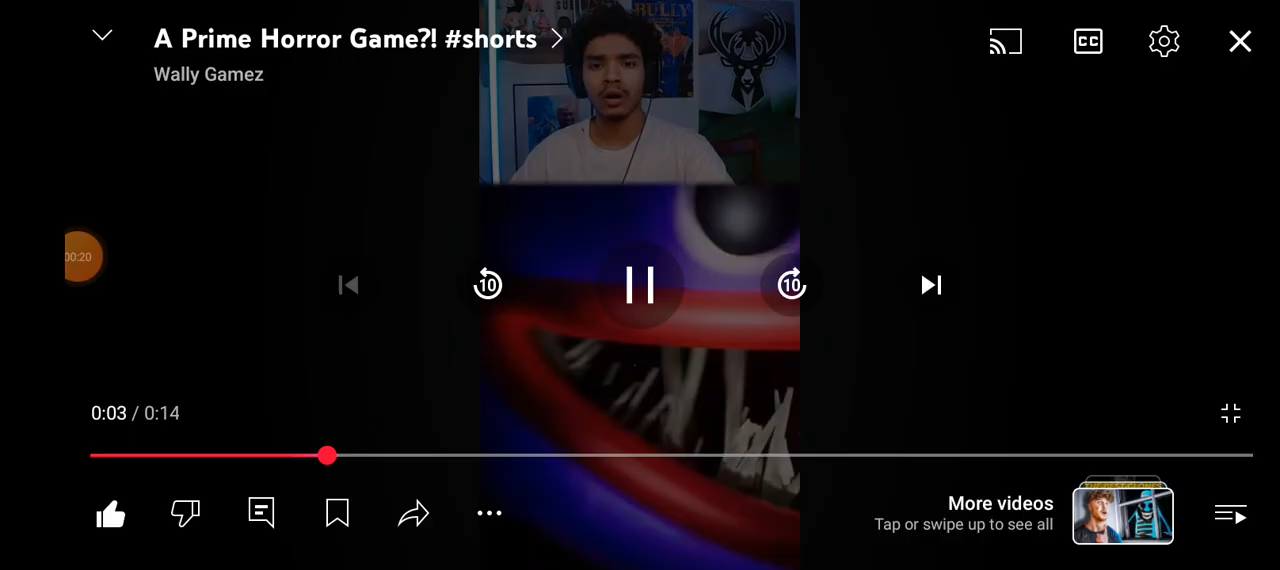 A Prime Horror Game?! #shorts
Wally Gamez
CC
BULLY
00:20
10
10
0:03 / 0:14
More videos
Tap or swipe up to see all